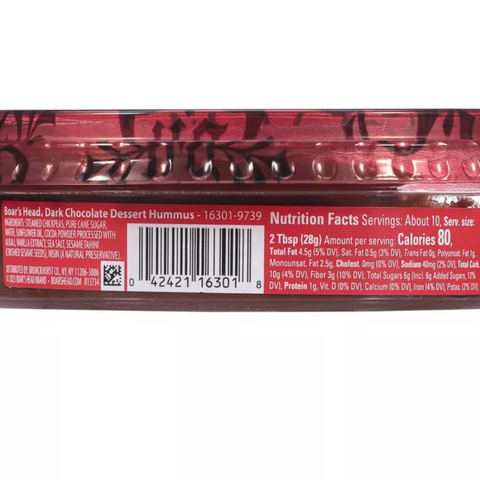 Boar's Head. Dark Chocolate Dessert Hummus - 16301-9739
INGREDIENTS: STEAMED CHICKPEAS, PURE CANE SUGAR,
WATER, SUNFLOWER OIL, COCOA POWDER PROCESSED WITH
ALKALI, VANILLA EXTRACT, SEA SALT, SESAME TAHINI
(CRUSHED SESAME SEEDS), NISIN (A NATURAL PRESERVATIVE).
DISTRIBUTED BY: BRUNCKHORST CO., NY, NY 11206-3886
BOAR'S HEAD BRAND • BOARSHEAD.COM R13734
0 42421 16301 8
Nutrition Facts Servings: About 10, Serv. size:
2 Tbsp (28g) Amount per serving: Calories 80,
Total Fat 4.5g (5% DV), Sat. Fat 0.5g (3% DV), Trans Fat 0g, Polyunsat. Fat 1g,
Monounsat. Fat 2.5g, Cholest. 0mg (0% DV), Sodium 40mg (2% DV), Total Carb
10g (4% DV), Fiber 3g (10% DV), Total Sugars 6g (Incl. 6g Added Sugars, 12%
DV), Protein 1g, Vit. D (0% DV), Calcium (0% DV), Iron (4% DV), Potas. (2% DV).